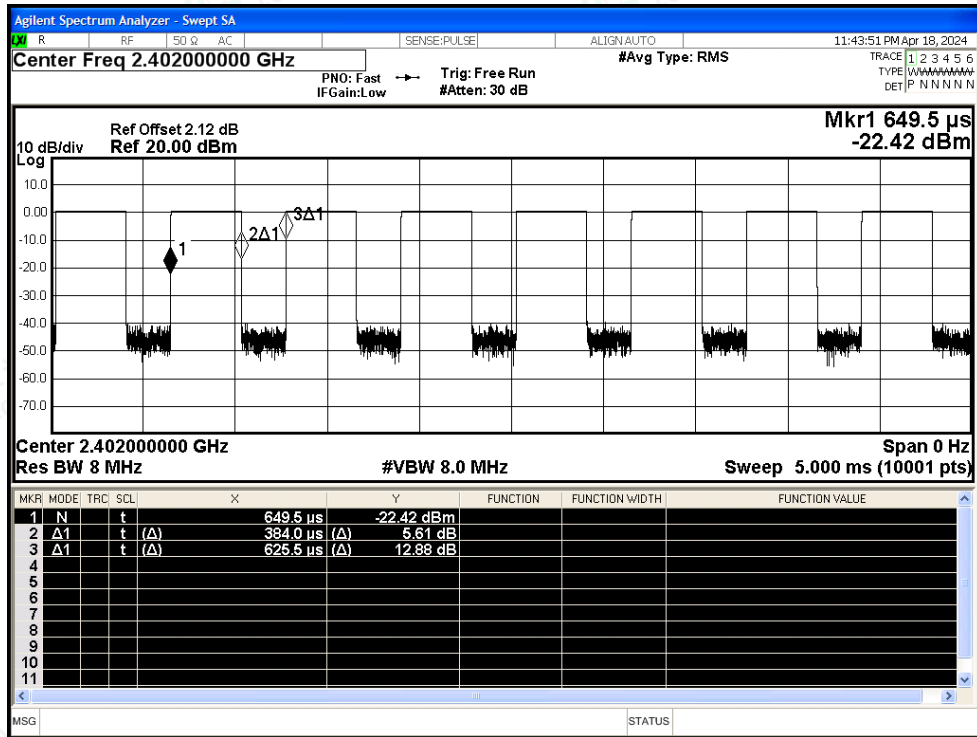 Agilent Spectrum Analyzer - Swept SA
LXI R RF 50 Ω AC SENSE:PULSE ALIGN AUTO 11:43:51 PM Apr 18, 2024
Center Freq 2.402000000 GHz #Avg Type: RMS TRACE 1 2 3 4 5 6
PNO: Fast Trig: Free Run TYPE WWWWWW
IFGain:Low #Atten: 30 dB DET P N N N N N
Mkr1 649.5 µs
Ref Offset 2.12 dB
10 dB/div Ref 20.00 dBm -22.42 dBm
Log
10.0
0.00
3Δ1
2Δ1
-10.0
1
-20.0
-30.0
-40.0
-50.0
-60.0
-70.0
Center 2.402000000 GHz Span 0 Hz
Res BW 8 MHz #VBW 8.0 MHz Sweep 5.000 ms (10001 pts)
MKR MODE TRC SCL X Y FUNCTION FUNCTION WIDTH FUNCTION VALUE
1 N t 649.5 µs -22.42 dBm
2 Δ1 t (Δ) 384.0 µs (Δ) 5.61 dB
3 Δ1 t (Δ) 625.5 µs (Δ) 12.88 dB
4
5
6
7
8
9
10
11
MSG STATUS